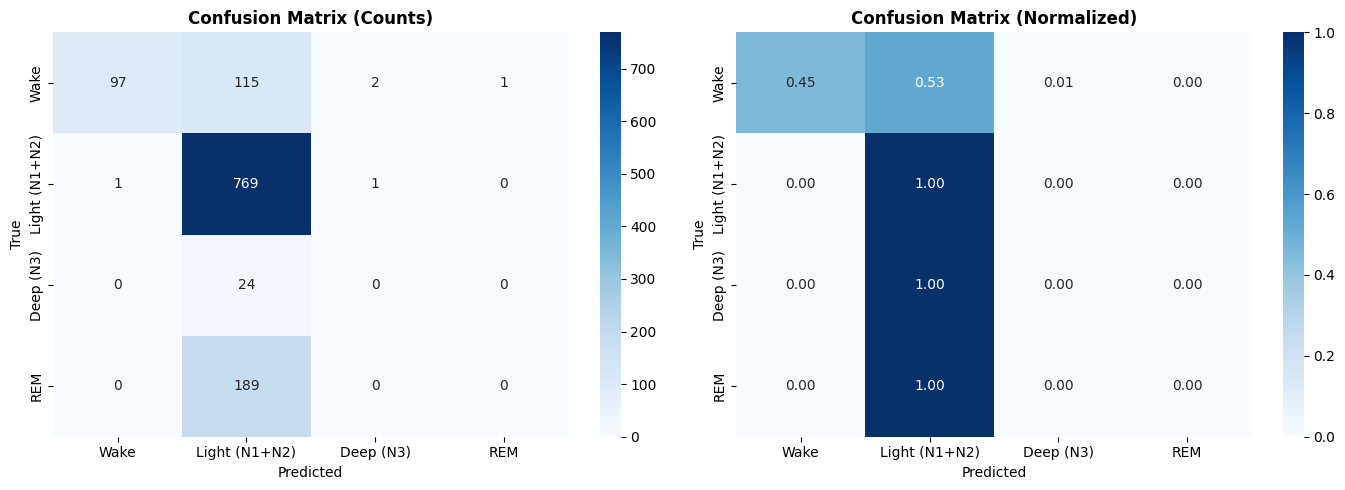 Confusion Matrix (Counts)
Wake 97 115 2 1
Light (N1+N2) 1 769 1 0
Deep (N3) 0 24 0 0
REM 0 189 0 0
True
Wake Light (N1+N2) Deep (N3) REM
Predicted
700
600
500
400
300
200
100
0
Confusion Matrix (Normalized)
Wake 0.45 0.53 0.01 0.00
Light (N1+N2) 0.00 1.00 0.00 0.00
Deep (N3) 0.00 1.00 0.00 0.00
REM 0.00 1.00 0.00 0.00
True
Wake Light (N1+N2) Deep (N3) REM
Predicted
1.0
0.8
0.6
0.4
0.2
0.0